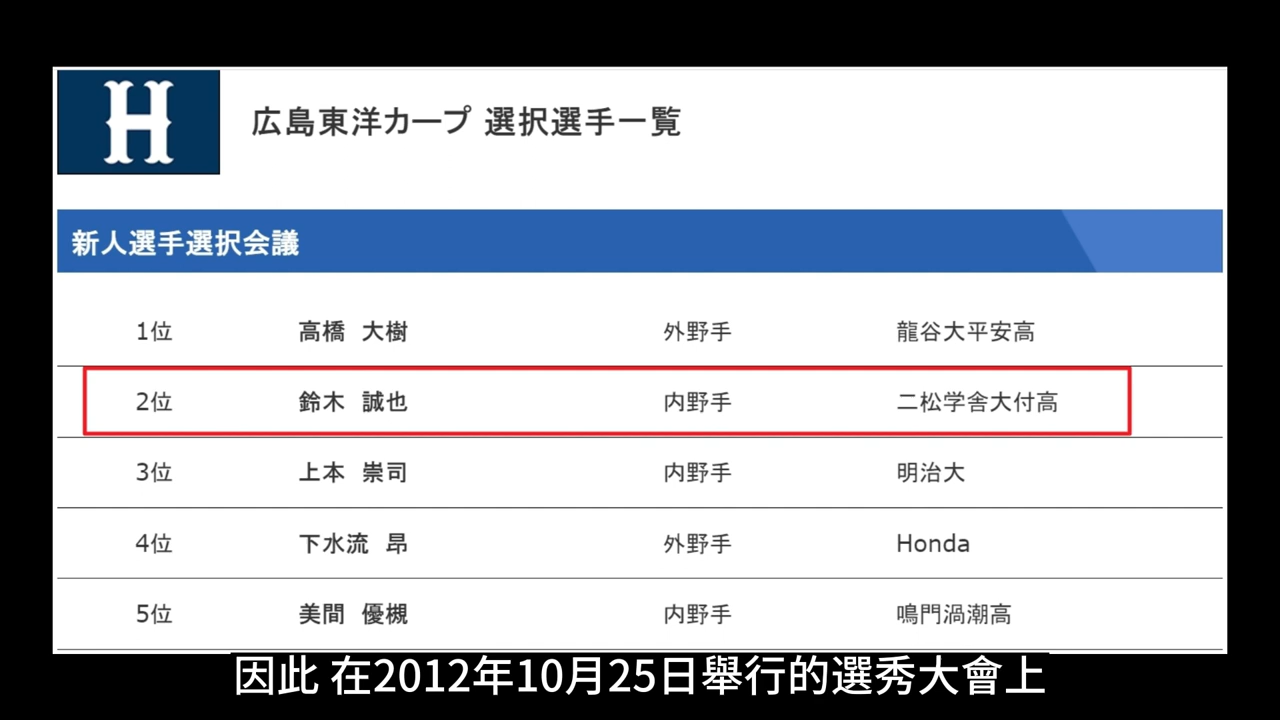 H
広島東洋カープ 選択選手一覧
新人選手選択会議
1位 高橋 大樹 外野手 龍谷大平安高
2位 鈴木 誠也 内野手 二松学舎大付高
3位 上本 崇司 内野手 明治大
4位 下水流 昂 外野手 Honda
5位 美間 優槻 内野手 鳴門渦潮高
因此 在2012年10月25日舉行的選秀大會上